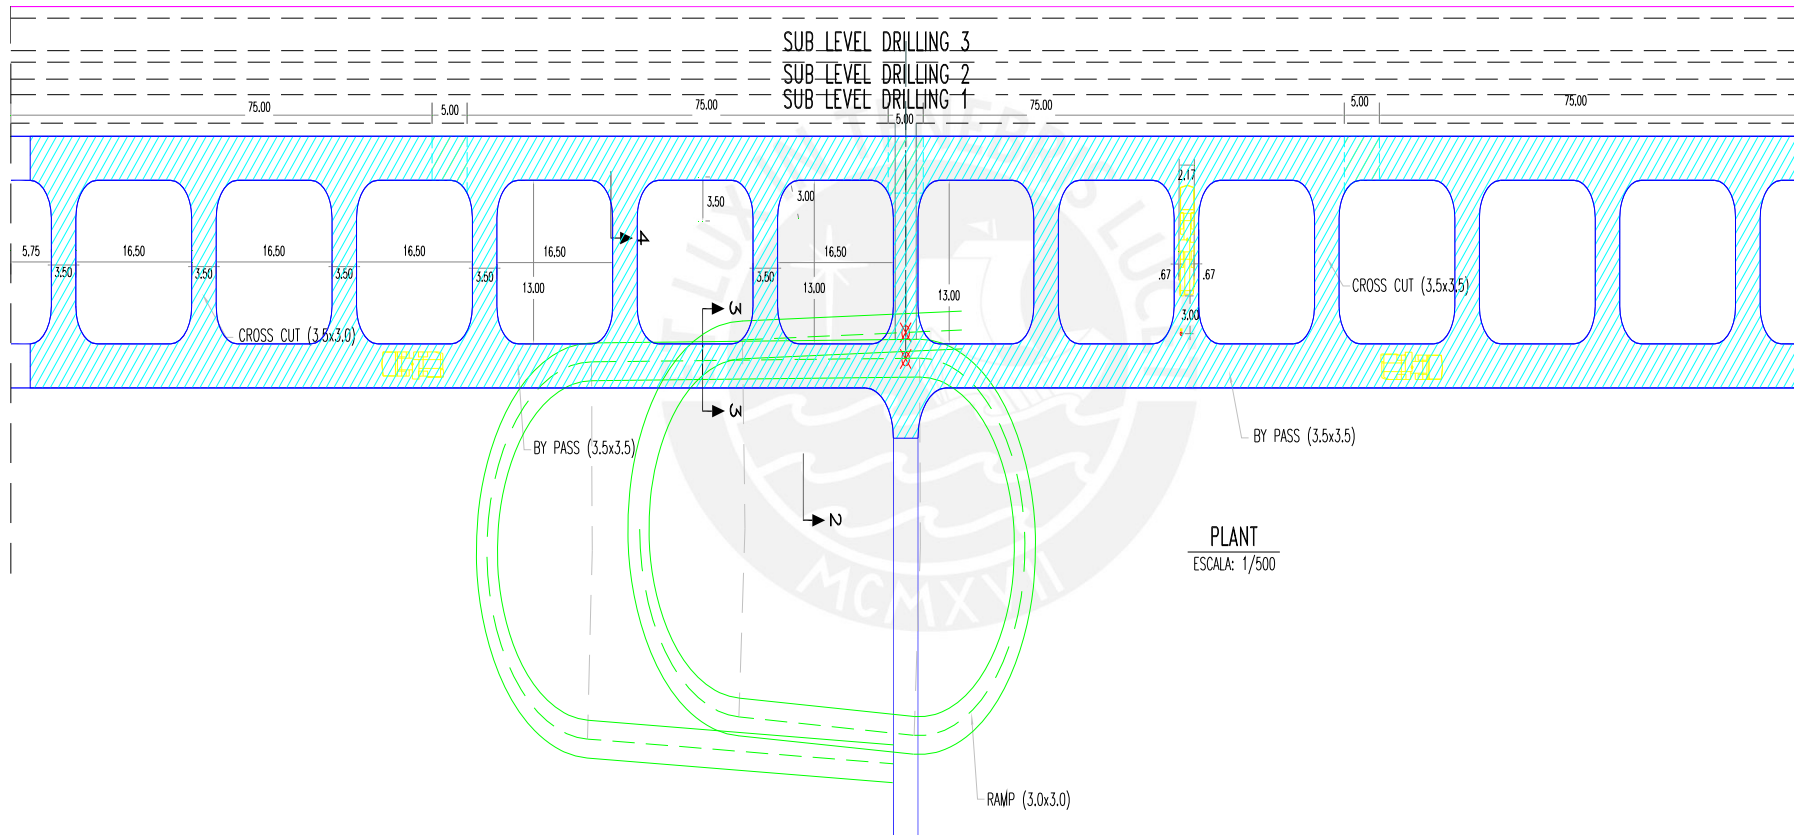 SUB LEVEL DRILLING 3
SUB LEVEL DRILLING 2
SUB LEVEL DRILLING 1
75.00
5.00
75.00
5.00
75.00
5.00
75.00
2.17
3.50
3.00
4
5,75
16,50
16,50
16,50
16,50
16,50
3.50
3.50
3.50
3.50
3.50
.67
.67
13.00
13.00
13.00
CROSS CUT (3,5x3,5)
3
3.00
CROSS CUT (3,5x3,0)
3
BY PASS (3.5x3.5)
BY PASS (3.5x3.5)
2
PLANT
ESCALA: 1/500
MCMXVII
RAMP (3.0x3.0)